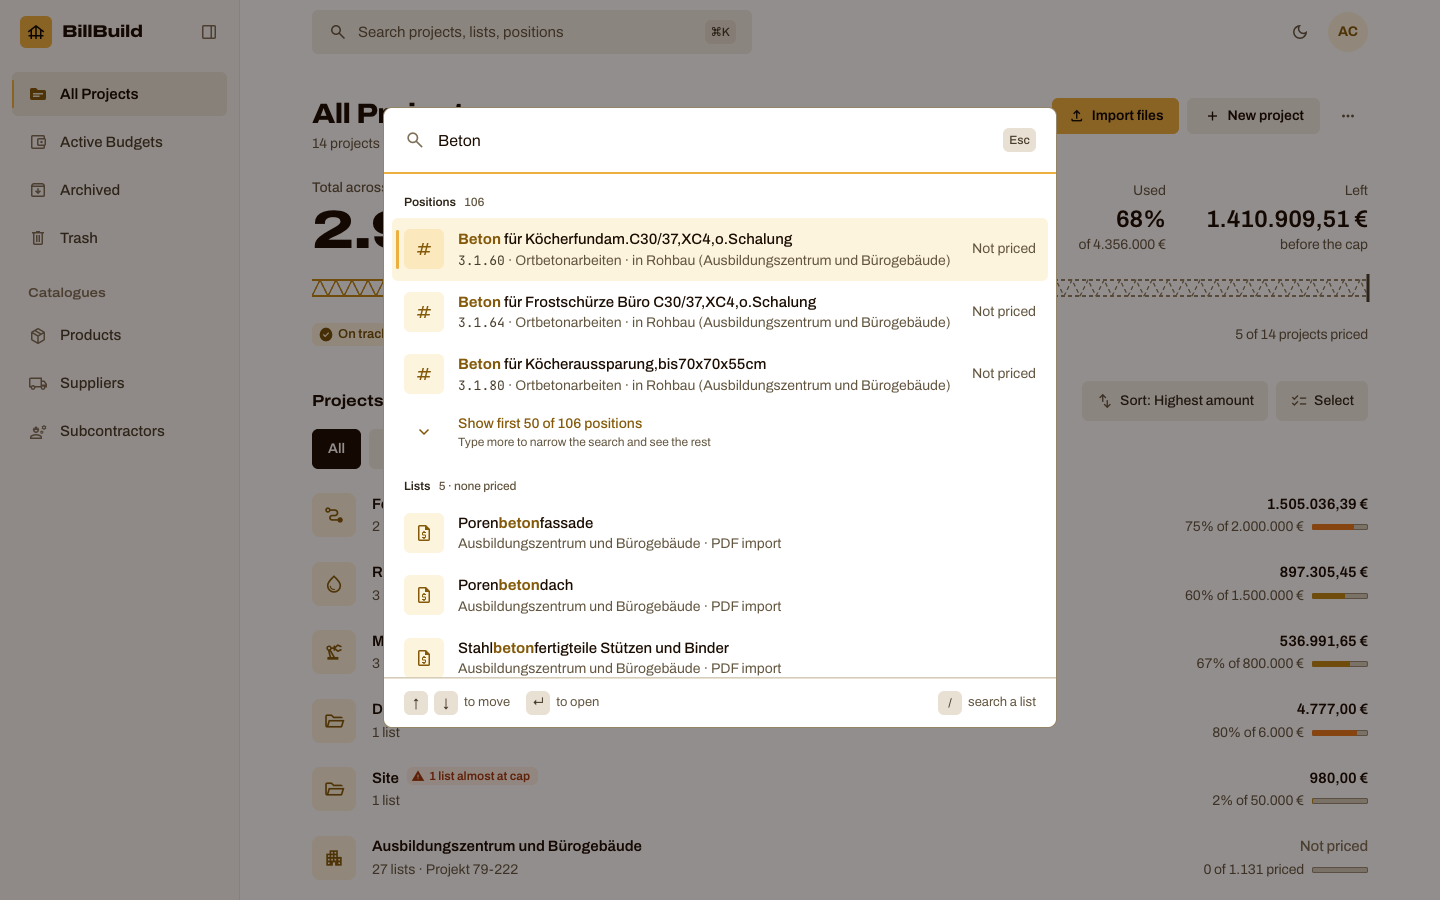 BillBuild
Search projects, lists, positions
⌘K
AC
All Projects
Active Budgets
Archived
Trash
Catalogues
Products
Suppliers
Subcontractors
All
14 projects
Import files
New project
Total across
2.
Used
68%
of 4.356.000 €
Left
1.410.909,51 €
before the cap
5 of 14 projects priced
Projects
Sort: Highest amount
Select
All
Beton
Esc
Positions 106
Beton für Köcherfundam.C30/37,XC4,o.Schalung
3.1.60 · Ortbetonarbeiten · in Rohbau (Ausbildungszentrum und Bürogebäude)
Not priced
Beton für Frostschürze Büro C30/37,XC4,o.Schalung
3.1.64 · Ortbetonarbeiten · in Rohbau (Ausbildungszentrum und Bürogebäude)
Not priced
Beton für Köcheraussparung,bis70x70x55cm
3.1.80 · Ortbetonarbeiten · in Rohbau (Ausbildungszentrum und Bürogebäude)
Not priced
Show first 50 of 106 positions
Type more to narrow the search and see the rest
Lists 5 · none priced
Porenbetonfassade
Ausbildungszentrum und Bürogebäude · PDF import
Porenbetondach
Ausbildungszentrum und Bürogebäude · PDF import
Stahlbetonfertigteile Stützen und Binder
Ausbildungszentrum und Bürogebäude · PDF import
↑ ↓ to move ↵ to open
/ search a list
1.505.036,39 €
2
75% of 2.000.000 €
897.305,45 €
3
60% of 1.500.000 €
536.991,65 €
3
67% of 800.000 €
4.777,00 €
1 list
80% of 6.000 €
Site
1 list almost at cap
980,00 €
1 list
2% of 50.000 €
Ausbildungszentrum und Bürogebäude
Not priced
27 lists · Projekt 79-222
0 of 1.131 priced